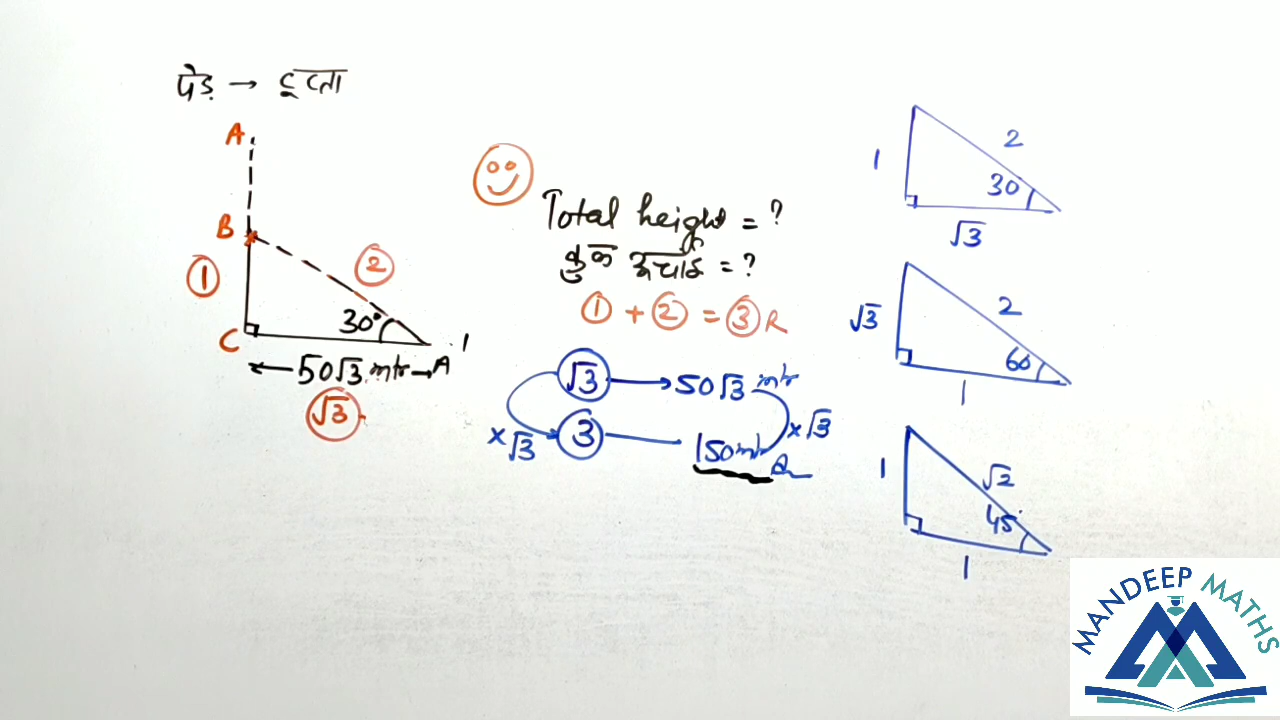 पेड़ → टूटता
A
B
①
②
30°
C
50√3 mtr
A
√3
Total height = ?
कुल ऊँचाई = ?
① + ② = ③
√3 → 50√3 mtr
×√3
×√3
3 150 mtr
1
2
30
√3
√3
2
60
1
1
√2
45
1
MANDEEP MATHS